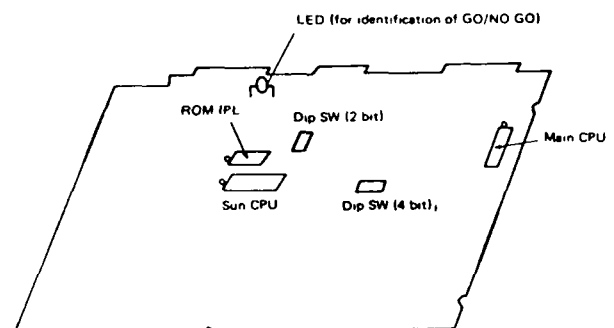 LED (for identification of GO/NO GO)
ROM IPL
Dip SW (2 bit)
Main CPU
Sun CPU
Dip SW (4 bit)